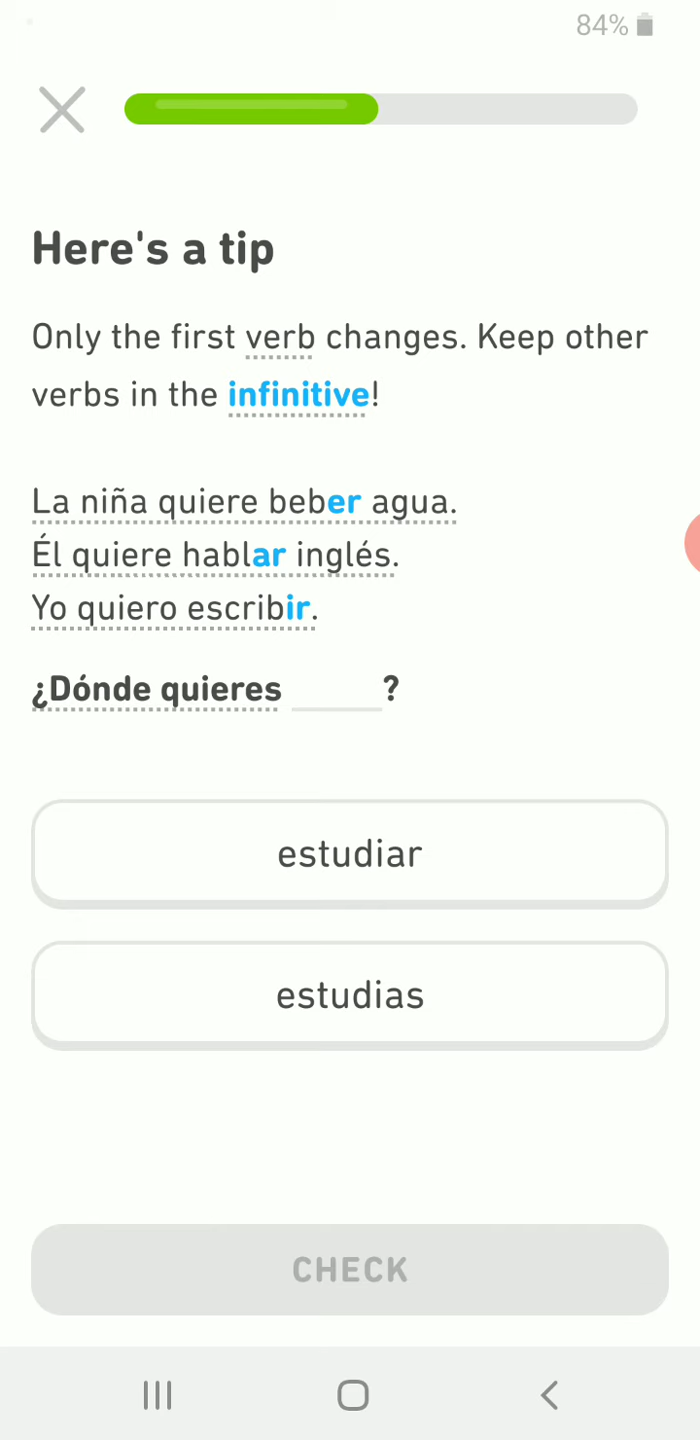 84%
Here's a tip
Only the first verb changes. Keep other
verbs in the infinitive!
La niña quiere beber agua.
Él quiere hablar inglés.
Yo quiero escribir.
¿Dónde quieres _____?
estudiar
estudias
CHECK